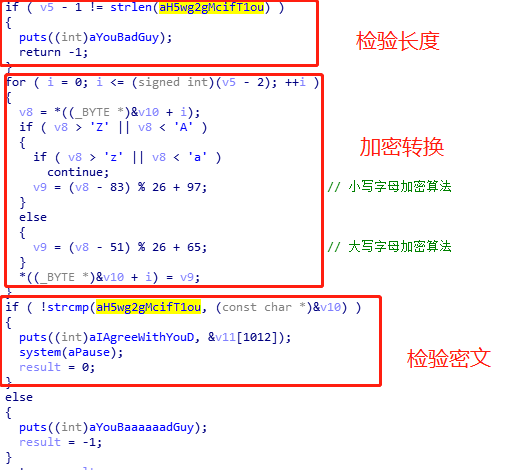 if ( v5 - 1 != strlen(aH5wg2gMcifT1ou) )
{
puts((int)aYouBadGuy);
return -1;
}
检验长度
for ( i = 0; i <= (signed int)(v5 - 2); ++i )
{
v8 = *((_BYTE *)&v10 + i);
if ( v8 > 'Z' || v8 < 'A' )
{
if ( v8 > 'z' || v8 < 'a' )
continue;
v9 = (v8 - 83) % 26 + 97; // 小写字母加密算法
}
else
{
v9 = (v8 - 51) % 26 + 65; // 大写字母加密算法
}
*((_BYTE *)&v10 + i) = v9;
}
加密转换
if ( !strcmp(aH5wg2gMcifT1ou, (const char *)&v10) )
{
puts((int)aIAgreeWithYouD, &v11[1012]);
system(aPause);
result = 0;
}
检验密文
else
{
puts((int)aYouBaaaaaadGuy);
result = -1;
}